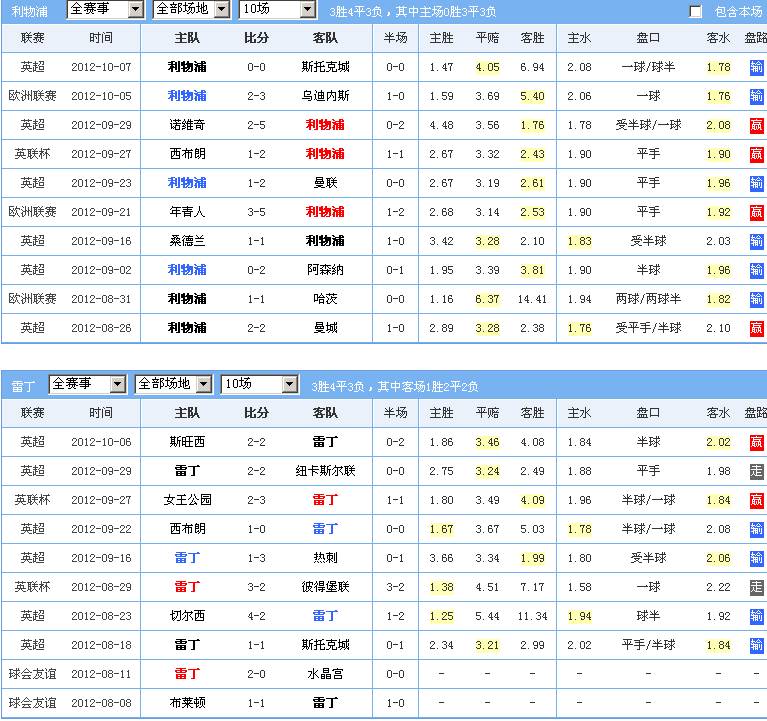 利物浦 全赛事 全部场地 10场 3胜4平3负，其中主场0胜3平3负 包含本场
联赛 时间 主队 比分 客队 半场 主胜 平赔 客胜 主水 盘口 客水 盘路
英超 2012-10-07 利物浦 0-0 斯托克城 0-0 1.47 4.05 6.94 2.08 一球/球半 1.78 输
欧洲联赛 2012-10-05 利物浦 2-3 乌迪内斯 1-0 1.59 3.69 5.40 2.06 一球 1.76 输
英超 2012-09-29 诺维奇 2-5 利物浦 0-2 4.48 3.56 1.76 1.78 受半球/一球 2.08 赢
英联杯 2012-09-27 西布朗 1-2 利物浦 1-1 2.67 3.32 2.43 1.90 平手 1.90 赢
英超 2012-09-23 利物浦 1-2 曼联 0-0 2.67 3.19 2.61 1.90 平手 1.96 输
欧洲联赛 2012-09-21 年青人 3-5 利物浦 1-2 2.68 3.14 2.53 1.90 平手 1.92 赢
英超 2012-09-16 桑德兰 1-1 利物浦 1-0 3.42 3.28 2.10 1.83 受半球 2.03 输
英超 2012-09-02 利物浦 0-2 阿森纳 0-1 1.95 3.39 3.81 1.90 半球 1.96 输
欧洲联赛 2012-08-31 利物浦 1-1 哈茨 0-0 1.16 6.37 14.41 1.94 两球/两球半 1.82 输
英超 2012-08-26 利物浦 2-2 曼城 1-0 2.89 3.28 2.38 1.76 受平手/半球 2.10 赢
雷丁 全赛事 全部场地 10场 3胜4平3负，其中客场1胜2平2负
联赛 时间 主队 比分 客队 半场 主胜 平赔 客胜 主水 盘口 客水 盘路
英超 2012-10-06 斯旺西 2-2 雷丁 0-2 1.86 3.46 4.08 1.84 半球 2.02 赢
英超 2012-09-29 雷丁 2-2 纽卡斯尔联 0-0 2.75 3.24 2.49 1.88 平手 1.98 走
英联杯 2012-09-27 女王公园 2-3 雷丁 1-1 1.80 3.49 4.09 1.96 半球/一球 1.84 赢
英超 2012-09-22 西布朗 1-0 雷丁 0-0 1.67 3.67 5.03 1.78 半球/一球 2.08 输
英超 2012-09-16 雷丁 1-3 热刺 0-1 3.66 3.34 1.99 1.80 受半球 2.06 输
英联杯 2012-08-29 雷丁 3-2 彼得堡联 3-2 1.38 4.51 7.17 1.58 一球 2.22 走
英超 2012-08-23 切尔西 4-2 雷丁 1-2 1.25 5.44 11.34 1.94 球半 1.92 输
英超 2012-08-18 雷丁 1-1 斯托克城 0-1 2.34 3.21 2.99 2.02 平手/半球 1.84 输
球会友谊 2012-08-11 雷丁 2-0 水晶宫 0-0 - - - - - - -
球会友谊 2012-08-08 布莱顿 1-1 雷丁 1-0 - - - - - - -